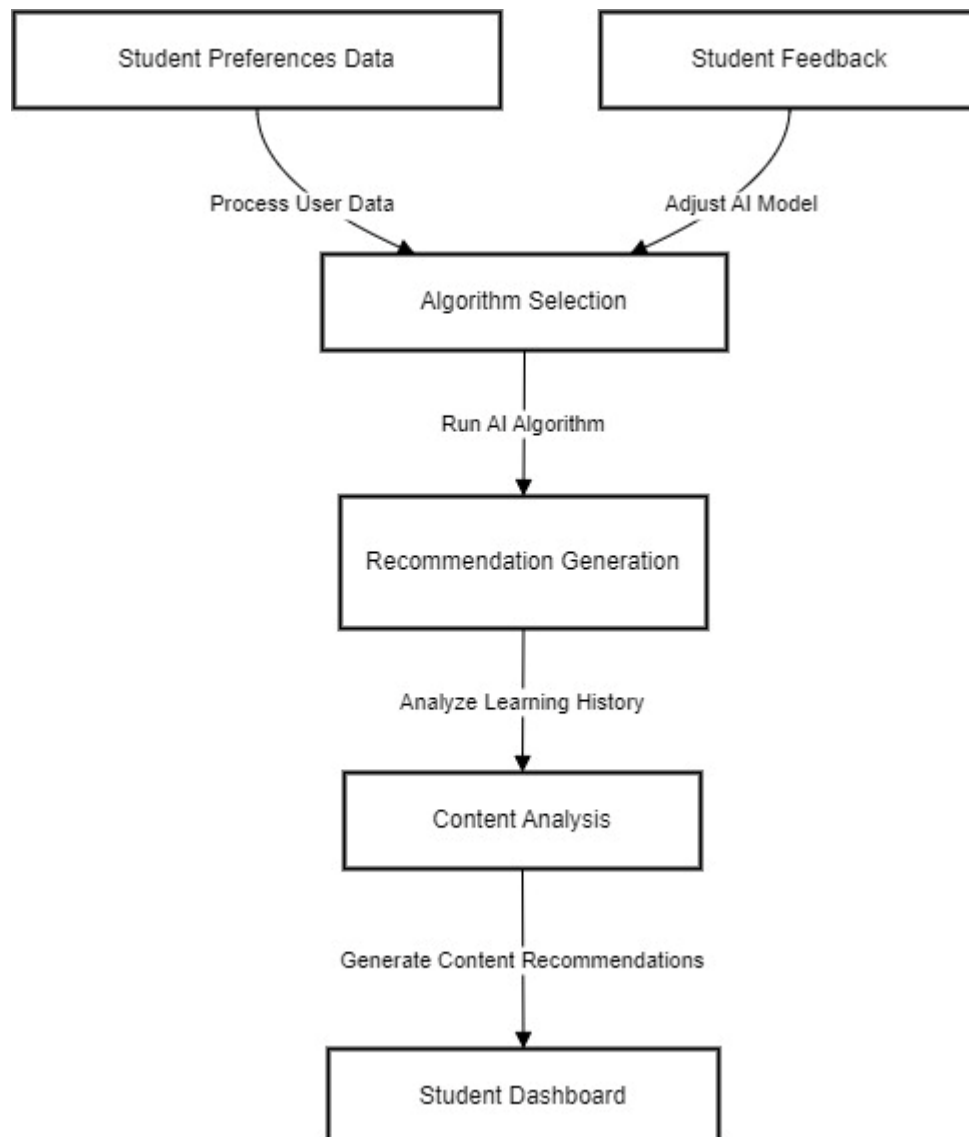 Student Preferences Data
Student Feedback
Process User Data
Adjust AI Model
Algorithm Selection
Run AI Algorithm
Recommendation Generation
Analyze Learning History
Content Analysis
Generate Content Recommendations
Student Dashboard